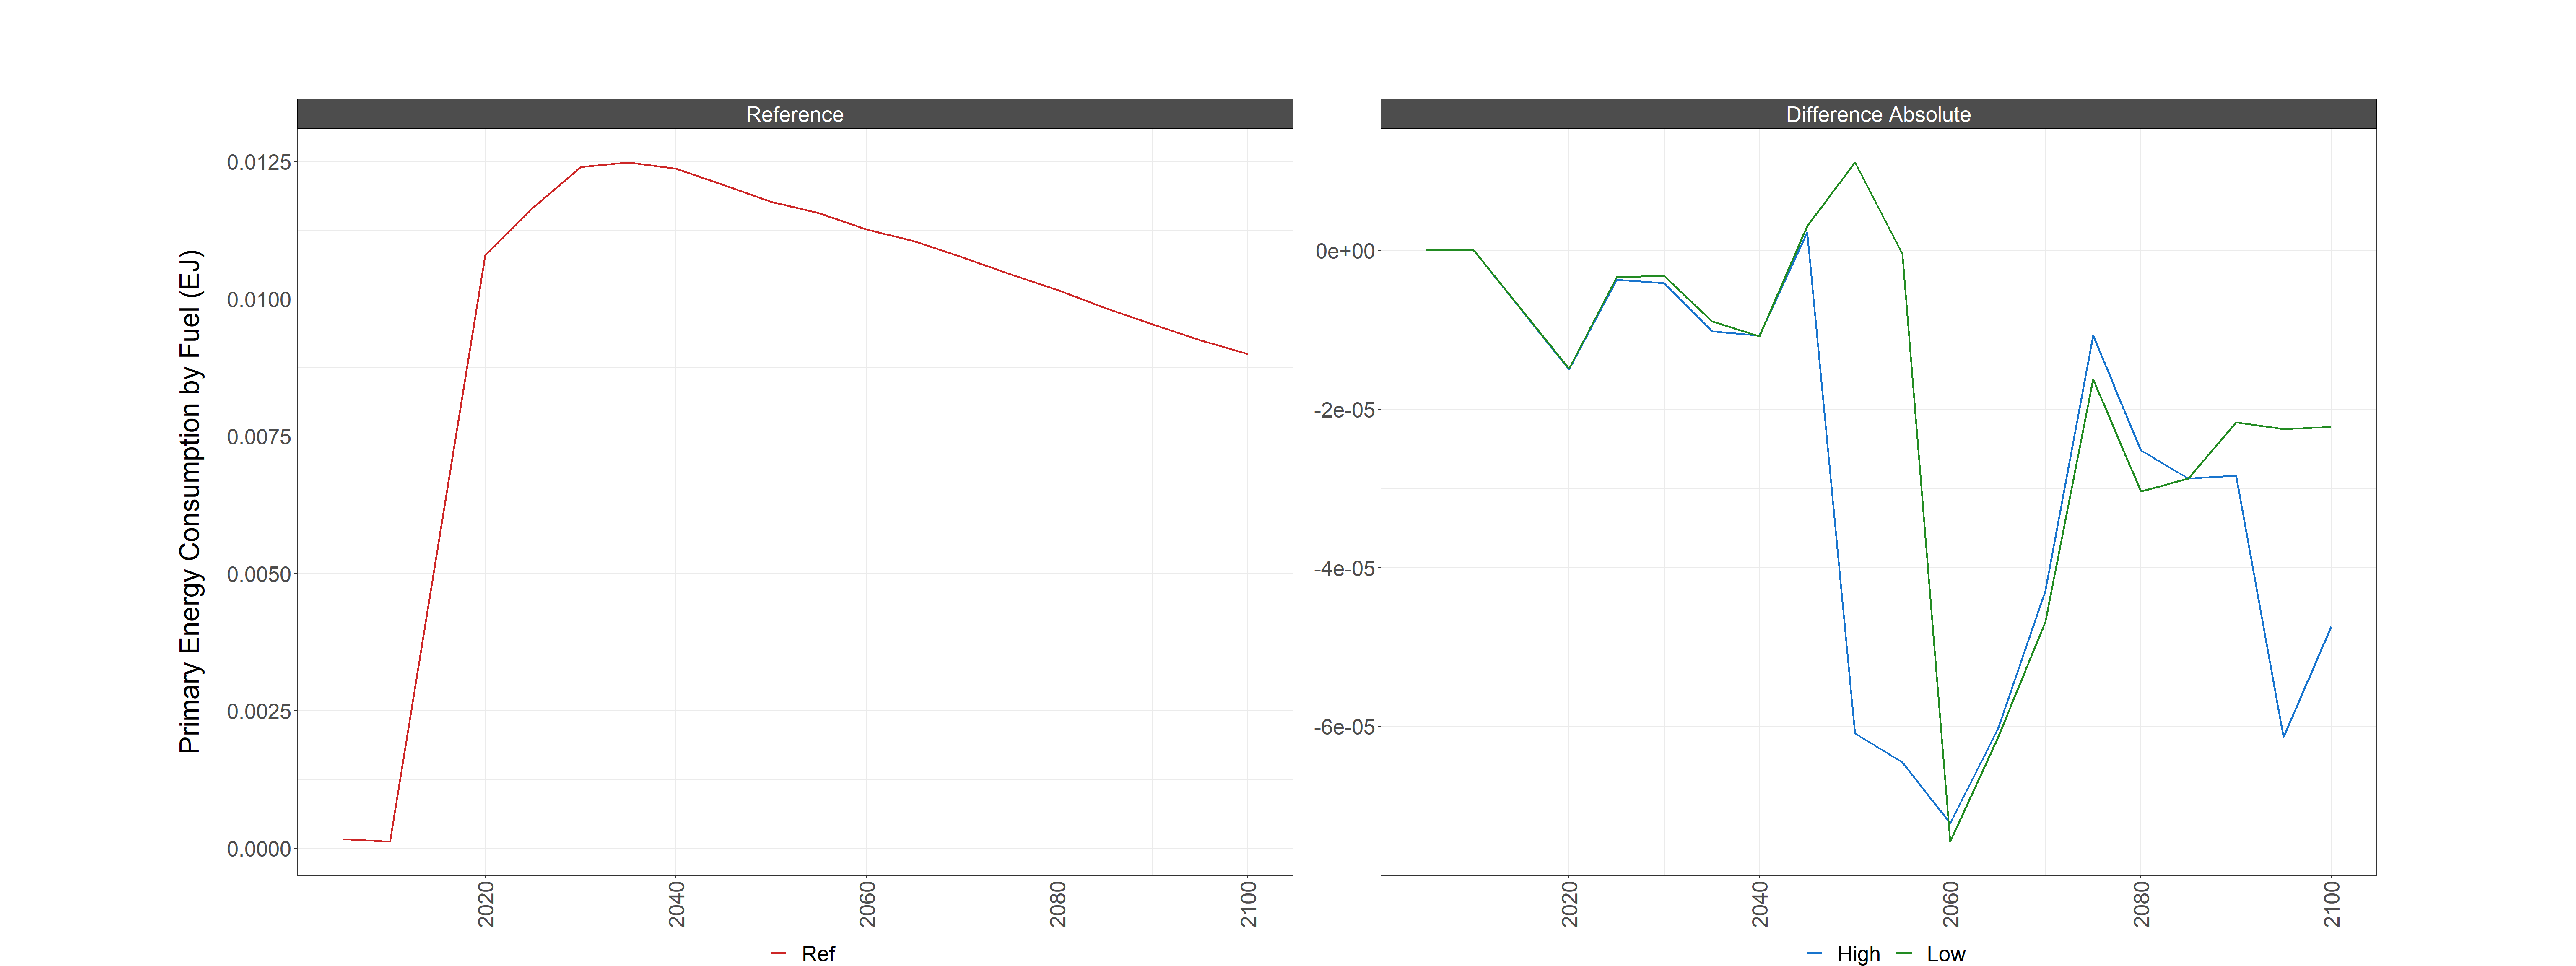 Reference
Difference Absolute
Primary Energy Consumption by Fuel (EJ)
0.0125
0.0100
0.0075
0.0050
0.0025
0.0000
2020
2040
2060
2080
2100
Ref
0e+00
-2e-05
-4e-05
-6e-05
2020
2040
2060
2080
2100
High
Low